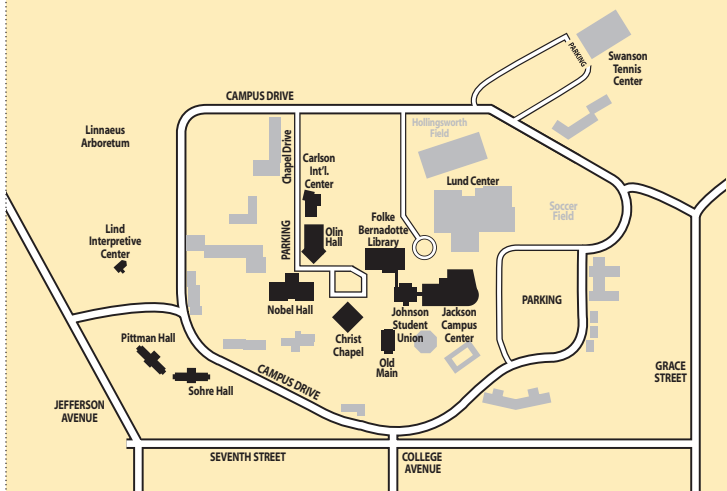 PARKING
Swanson
Tennis
Center
CAMPUS DRIVE
Linnaeus
Arboretum
Hollingsworth
Field
Chapel Drive
Carlson
Int'l.
Center
Lund Center
Soccer
Field
Lind
Interpretive
Center
PARKING
Olin
Hall
Folke
Bernadotte
Library
Nobel Hall
Christ
Chapel
Johnson
Student
Union
Jackson
Campus
Center
PARKING
Old
Main
Pittman Hall
Sohre Hall
CAMPUS DRIVE
GRACE
STREET
JEFFERSON
AVENUE
SEVENTH STREET
COLLEGE
AVENUE